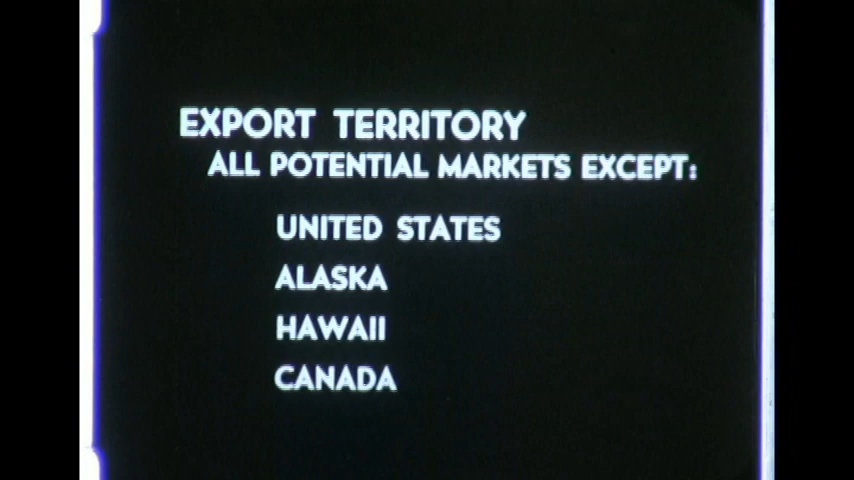 EXPORT TERRITORY
ALL POTENTIAL MARKETS EXCEPT:
UNITED STATES
ALASKA
HAWAII
CANADA